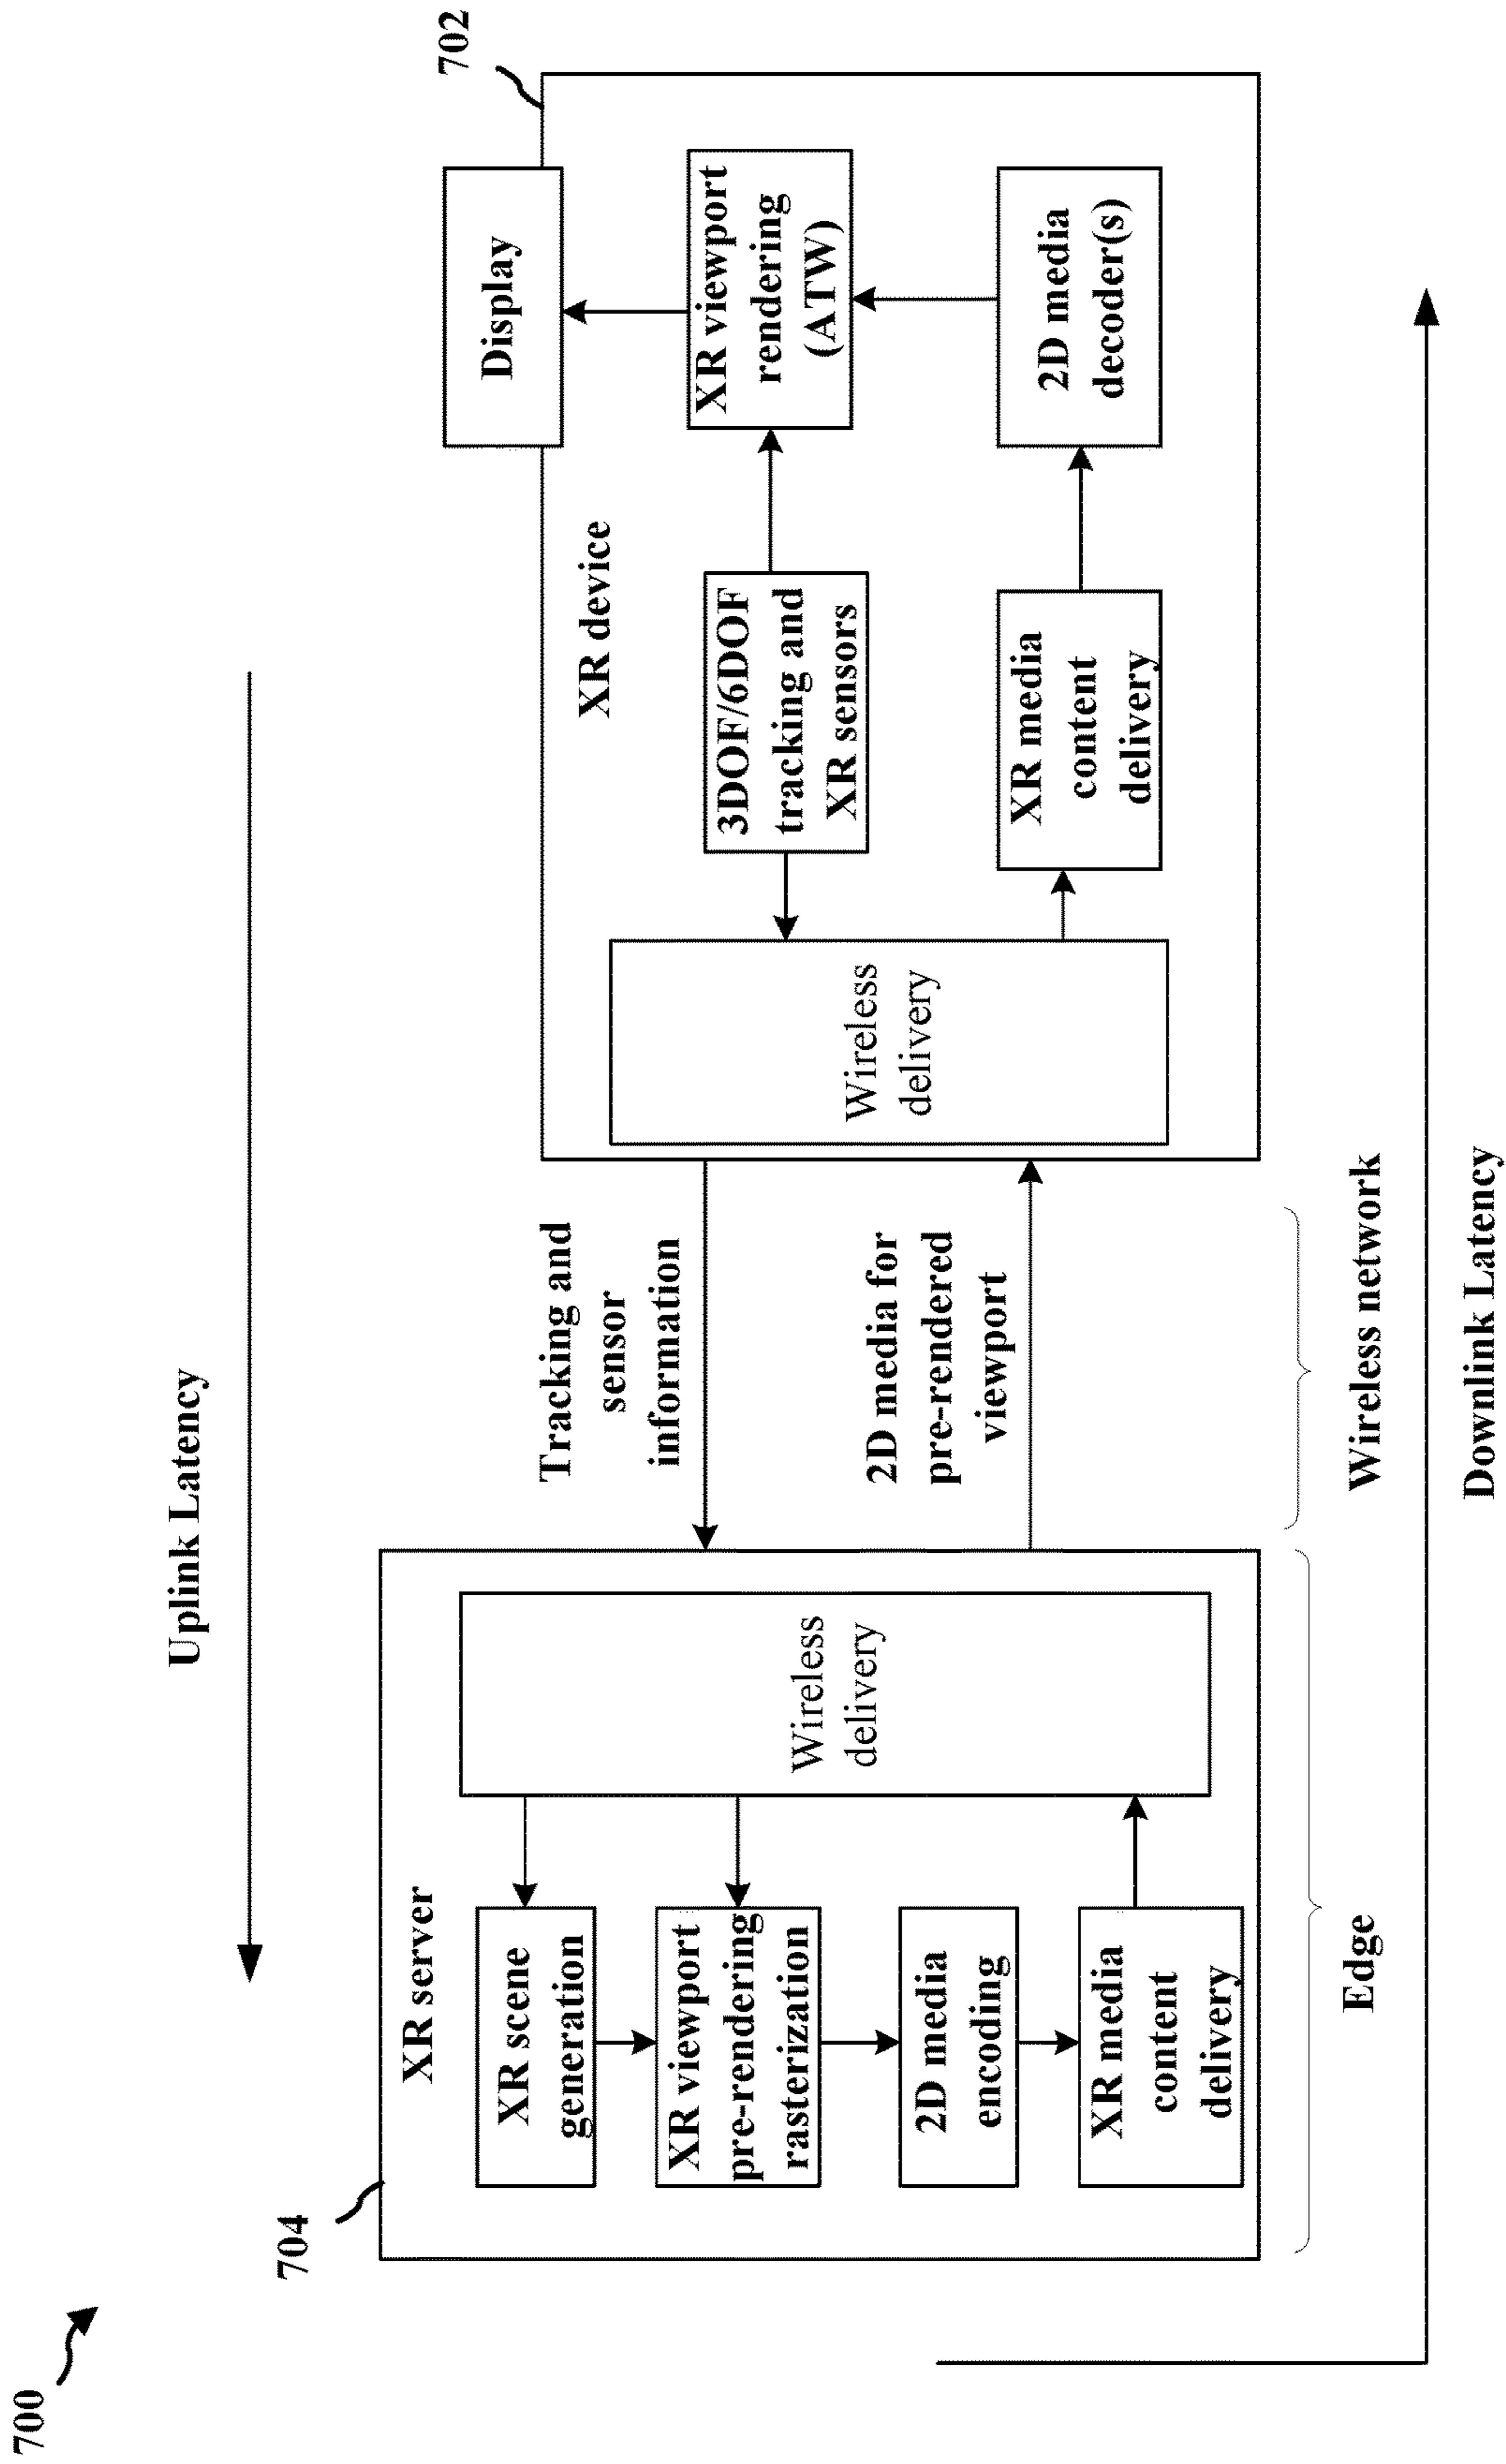 700
Uplink Latency
704
XR server
XR scene
generation
XR viewport
pre-rendering
rasterization
2D media
encoding
XR media
content
delivery
Wireless
delivery
Edge
Tracking and
sensor
information
2D media for
pre-rendered
viewport
Wireless network
702
XR device
Wireless
delivery
3DOF/6DOF
tracking and
XR sensors
XR media
content
delivery
Display
XR viewport
rendering
(ATW)
2D media
decoder(s)
Downlink Latency